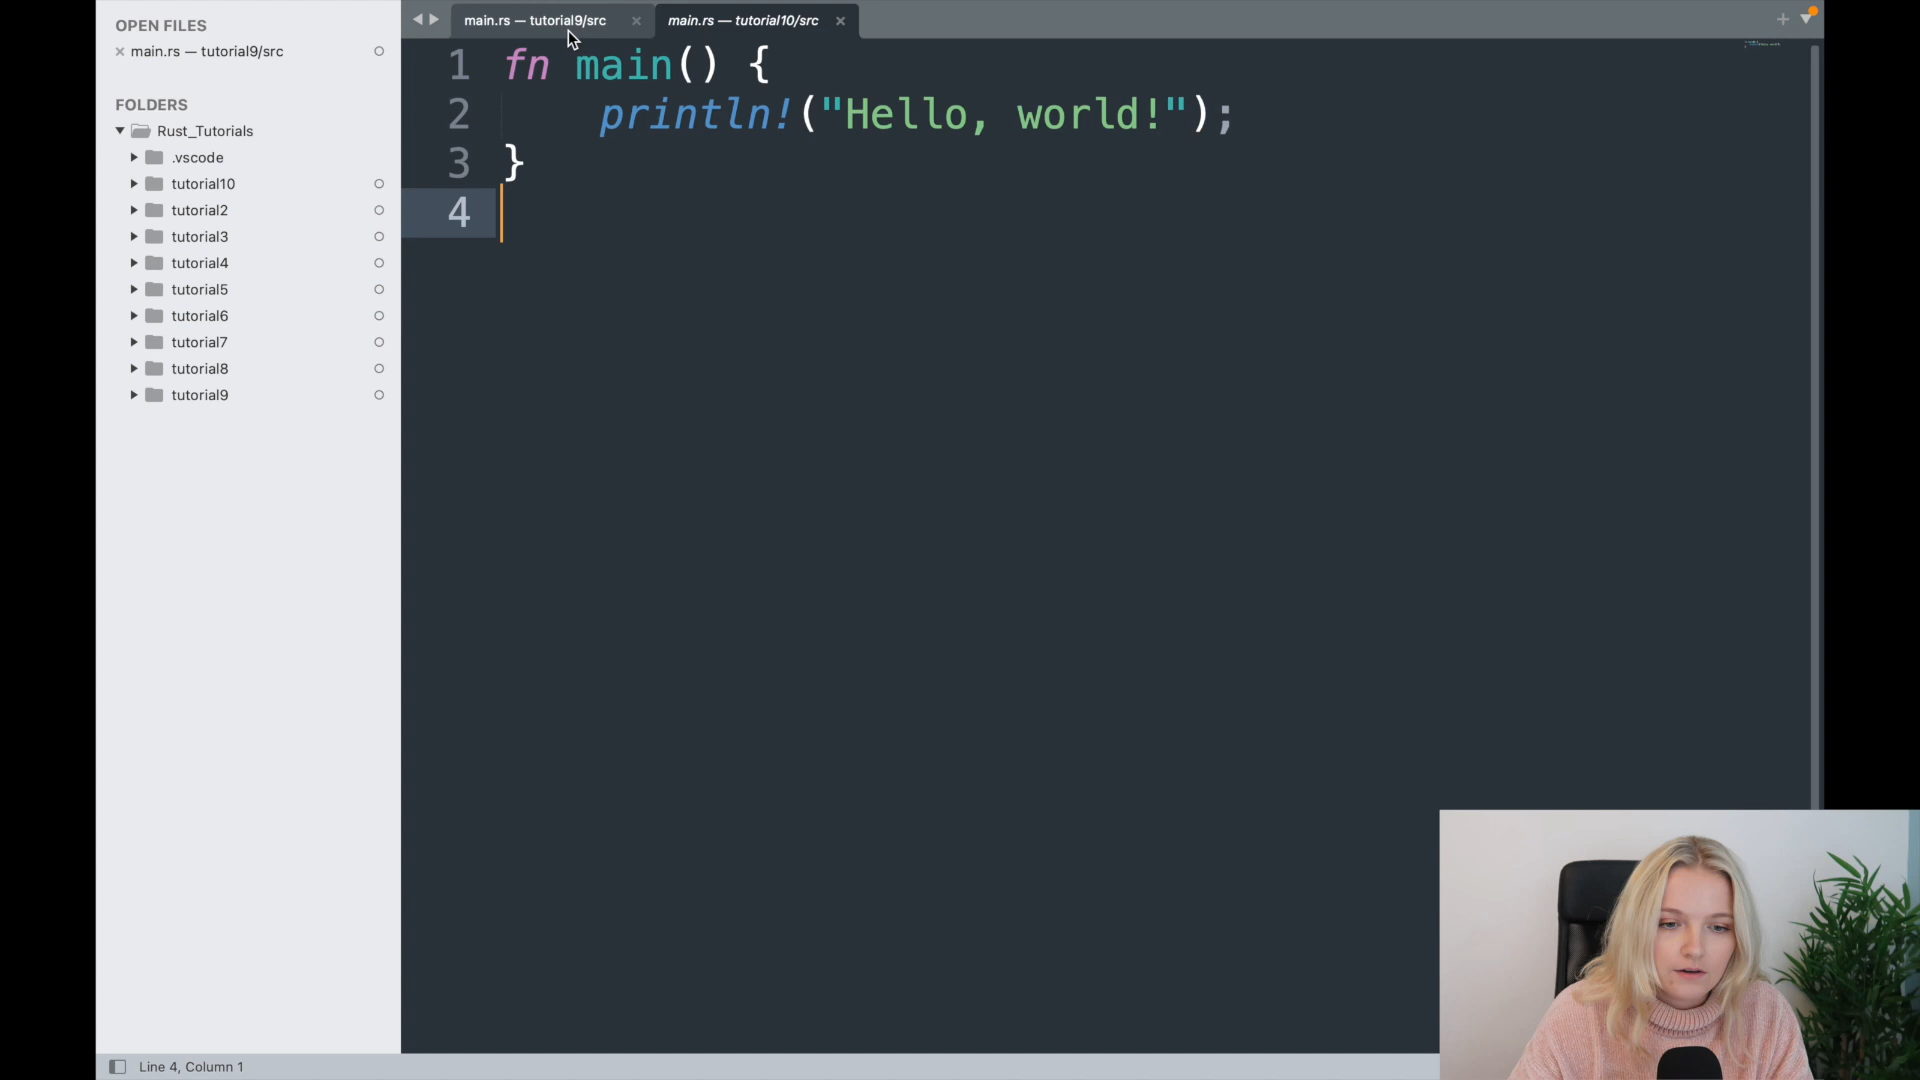 OPEN FILES
main.rs — tutorial9/src
FOLDERS
Rust_Tutorials
.vscode
tutorial10
tutorial2
tutorial3
tutorial4
tutorial5
tutorial6
tutorial7
tutorial8
tutorial9
main.rs — tutorial9/src
main.rs — tutorial10/src
1 fn main() {
2 println!("Hello, world!");
3 }
4
Line 4, Column 1